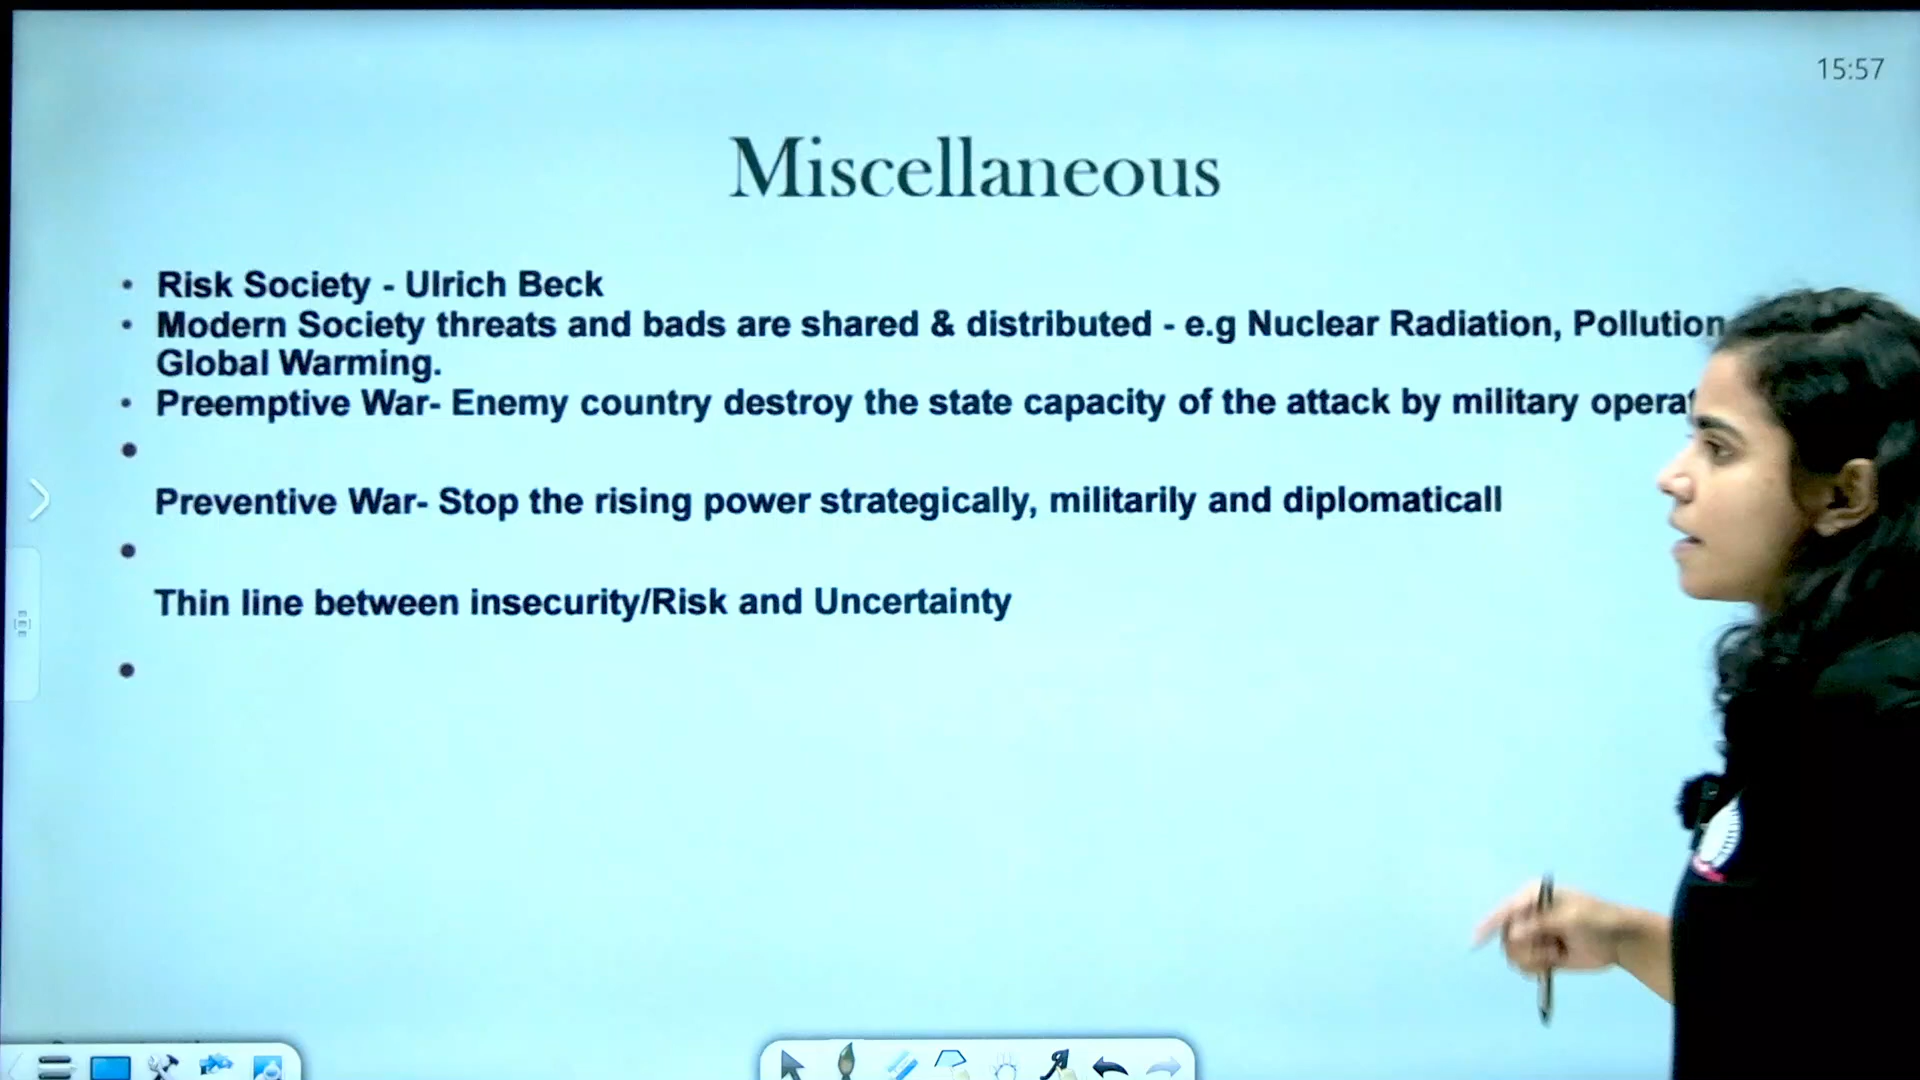 15:57
Miscellaneous
• Risk Society - Ulrich Beck
• Modern Society threats and bads are shared & distributed - e.g Nuclear Radiation, Pollution
Global Warming.
• Preemptive War- Enemy country destroy the state capacity of the attack by military
•
Preventive War- Stop the rising power strategically, militarily and diplomaticall
•
Thin line between insecurity/Risk and Uncertainty
•